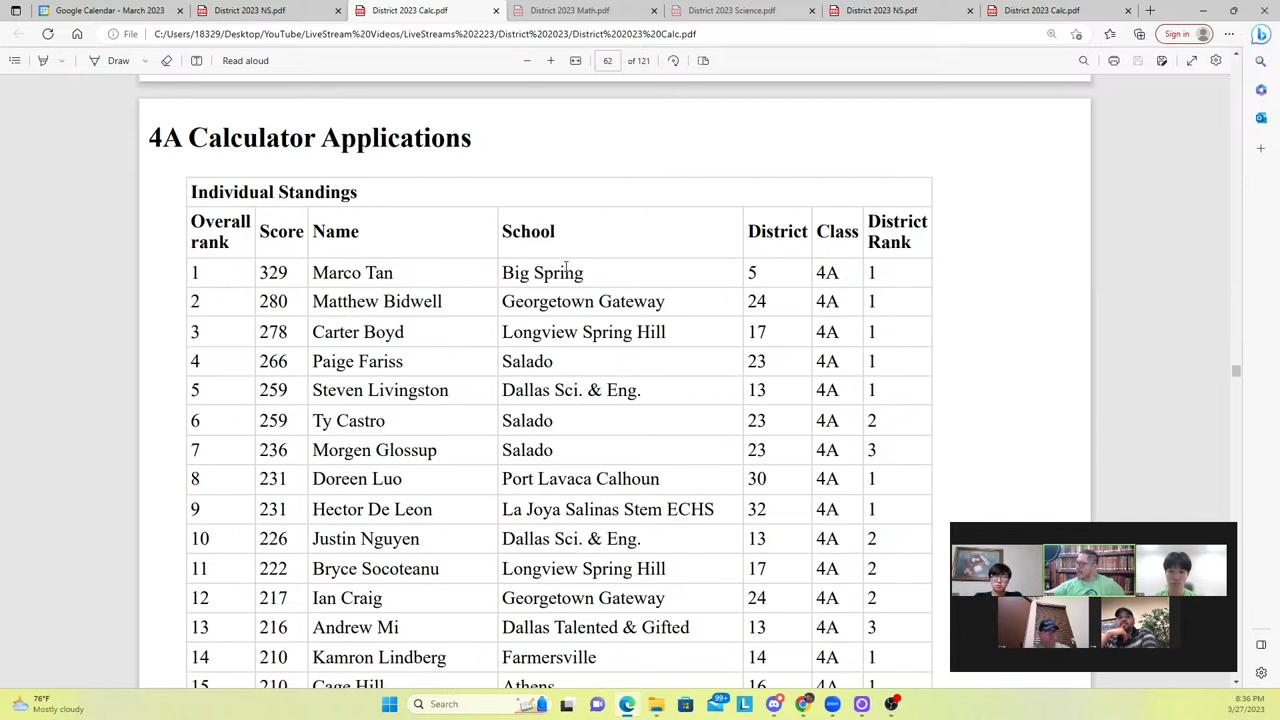 Google Calendar - March 2023
District 2023 NS.pdf
District 2023 Calc.pdf
District 2023 Math.pdf
District 2023 Science.pdf
District 2023 NS.pdf
District 2023 Calc.pdf
File C:/Users/18329/Desktop/YouTube/LiveStream%20Videos/LiveStreams%202223/District%202023/District%202023%20Calc.pdf
Sign in
Draw
Read aloud
62 of 121
4A Calculator Applications
Individual Standings
Overall rank Score Name School District Class District Rank
1 329 Marco Tan Big Spring 5 4A 1
2 280 Matthew Bidwell Georgetown Gateway 24 4A 1
3 278 Carter Boyd Longview Spring Hill 17 4A 1
4 266 Paige Fariss Salado 23 4A 1
5 259 Steven Livingston Dallas Sci. & Eng. 13 4A 1
6 259 Ty Castro Salado 23 4A 2
7 236 Morgen Glossup Salado 23 4A 3
8 231 Doreen Luo Port Lavaca Calhoun 30 4A 1
9 231 Hector De Leon La Joya Salinas Stem ECHS 32 4A 1
10 226 Justin Nguyen Dallas Sci. & Eng. 13 4A 2
11 222 Bryce Socoteanu Longview Spring Hill 17 4A 2
12 217 Ian Craig Georgetown Gateway 24 4A 2
13 216 Andrew Mi Dallas Talented & Gifted 13 4A 3
14 210 Kamron Lindberg Farmersville 14 4A 1
15 210 Cage Hill Athens 16 4A 1
76°F
Mostly cloudy
Search
99+
8:36 PM
3/27/2023